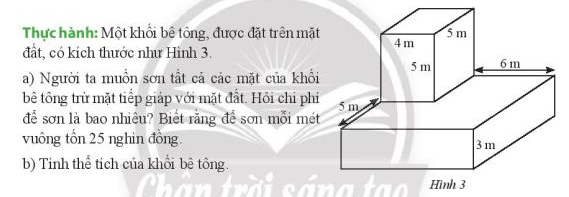 Thực hành: Một khối bê tông, được đặt trên mặt
đất, có kích thước như Hình 3.
a) Người ta muốn sơn tất cả các mặt của khối
bê tông trừ mặt tiếp giáp với mặt đất. Hỏi chi phí
để sơn là bao nhiêu? Biết rằng để sơn mỗi mét
vuông tốn 25 nghìn đồng.
b) Tính thể tích của khối bê tông.
4 m
5 m
5 m
6 m
5 m
3 m
Hình 3
Chân trời sáng tạo